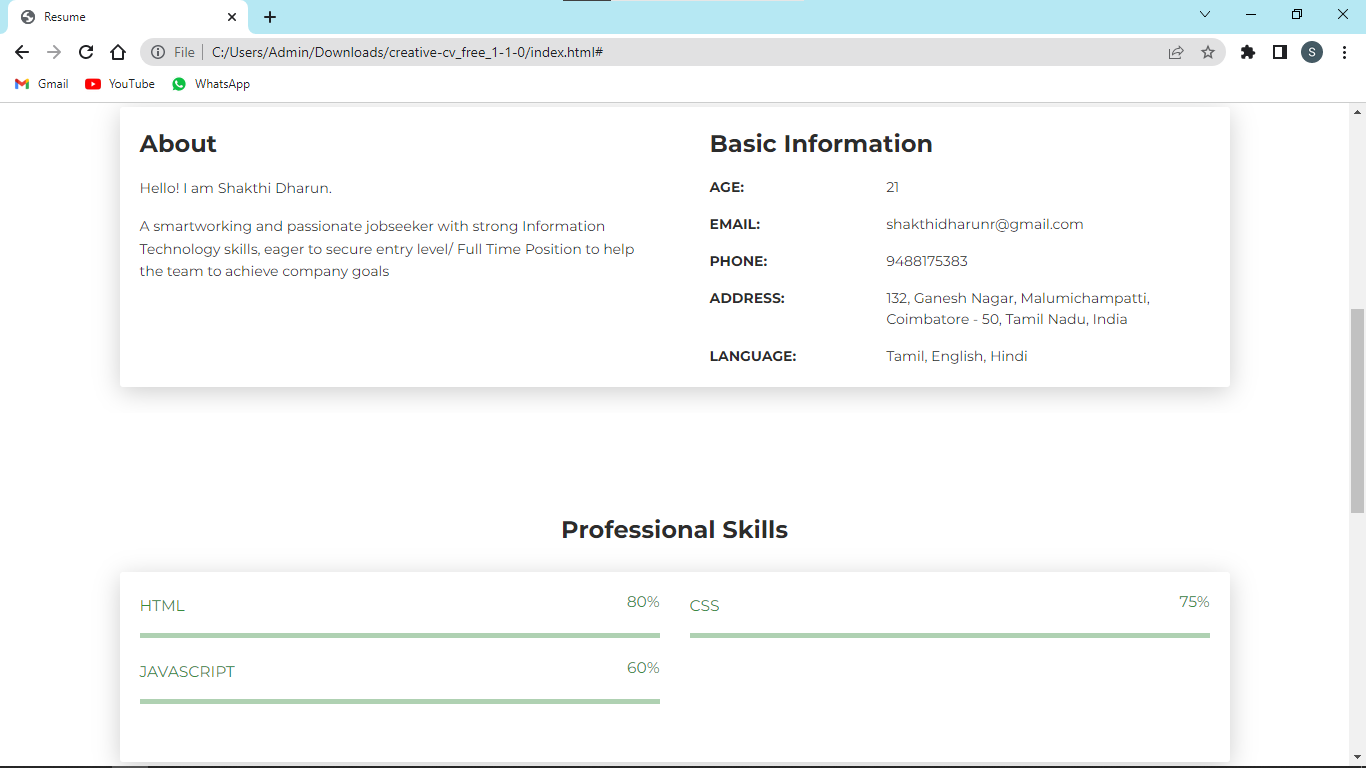 Resume
File
C:/Users/Admin/Downloads/creative-cv_free_1-1-0/index.html#
S
Gmail
YouTube
WhatsApp
About
Hello! I am Shakthi Dharun.
A smartworking and passionate jobseeker with strong Information
Technology skills, eager to secure entry level/ Full Time Position to help
the team to achieve company goals
Basic Information
AGE: 21
EMAIL: shakthidharunr@gmail.com
PHONE: 9488175383
ADDRESS: 132, Ganesh Nagar, Malumichampatti,
Coimbatore - 50, Tamil Nadu, India
LANGUAGE: Tamil, English, Hindi
Professional Skills
HTML 80%
CSS 75%
JAVASCRIPT 60%